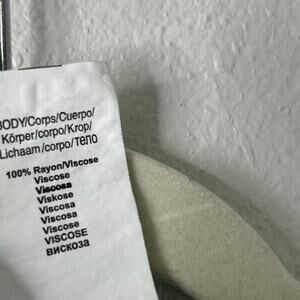 BODY/Corps/Cuerpo/
Körper/corpo/Krop/
Lichaam/corpo/ТЕЛО
100% Rayon/Viscose
Viscose
Viscosa
Viskose
Viscosa
Viscosa
Viscose
VISCOSE
ВИСКОЗА